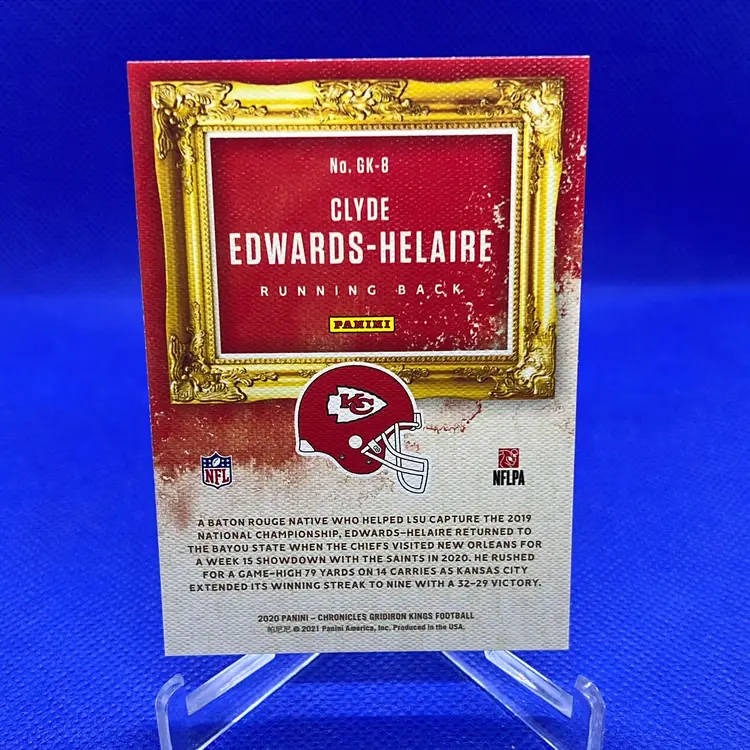 No. GK-8
CLYDE
EDWARDS-HELAIRE
RUNNING BACK
PANINI
KC
NFL
NFLPA
A BATON ROUGE NATIVE WHO HELPED LSU CAPTURE THE 2019
NATIONAL CHAMPIONSHIP, EDWARDS-HELAIRE RETURNED TO
THE BAYOU STATE WHEN THE CHIEFS VISITED NEW ORLEANS FOR
A WEEK 15 SHOWDOWN WITH THE SAINTS IN 2020. HE RUSHED
FOR A GAME-HIGH 79 YARDS ON 14 CARRIES AS KANSAS CITY
EXTENDED ITS WINNING STREAK TO NINE WITH A 32-29 VICTORY.
2020 PANINI – CHRONICLES GRIDIRON KINGS FOOTBALL
© 2021 Panini America, Inc. Produced in the USA.